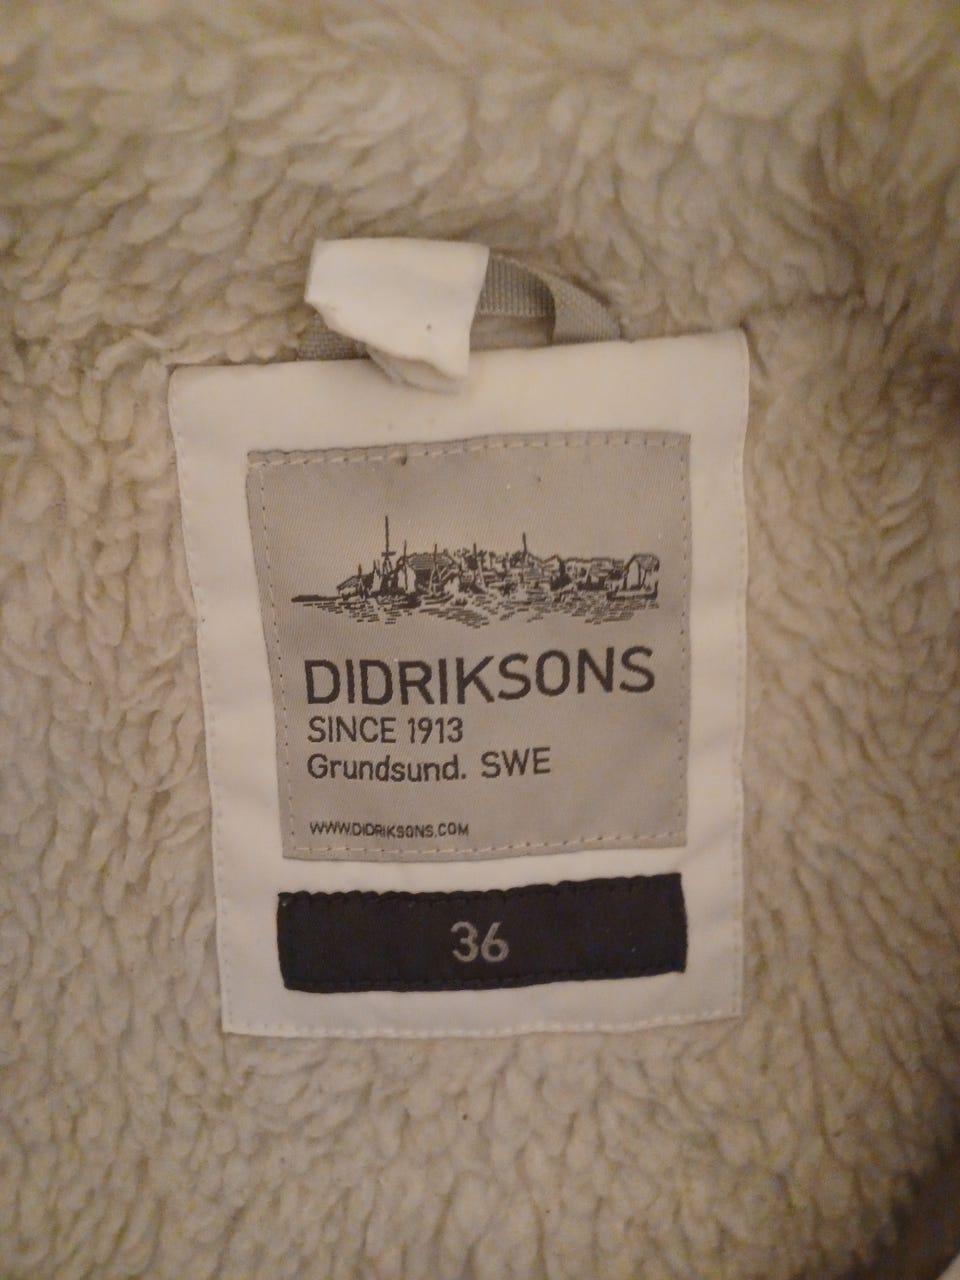 DIDRIKSONS
SINCE 1913
Grundsund. SWE
WWW.DIDRIKSONS.COM
36